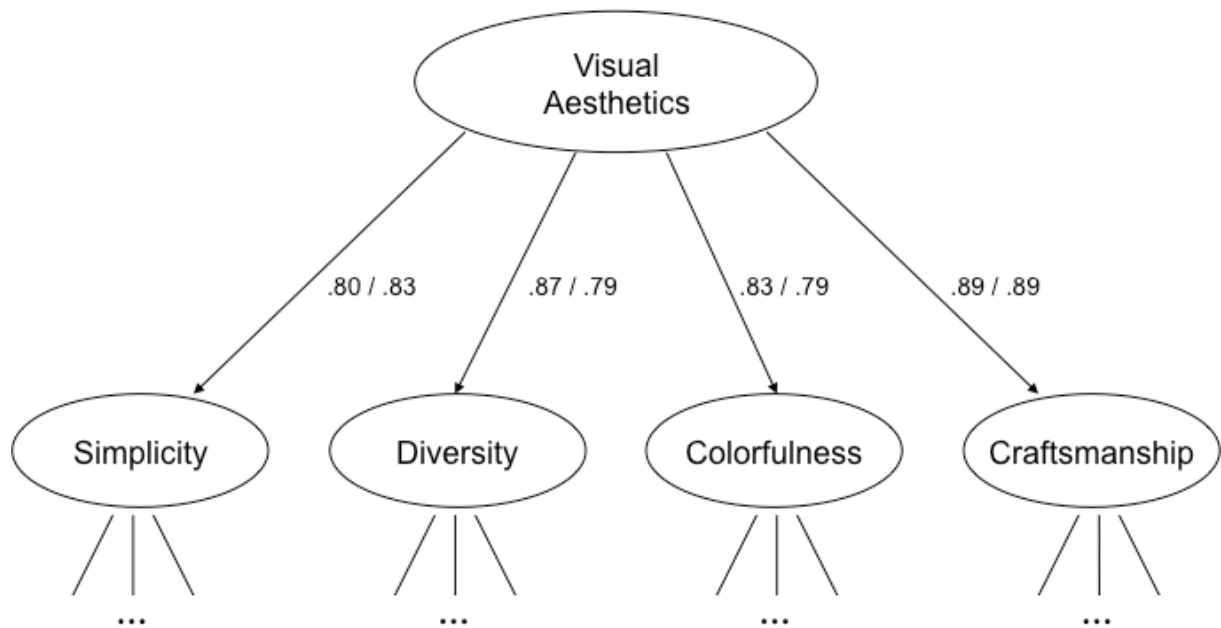 Visual
Aesthetics
.80 / .83
.87 / .79
.83 / .79
.89 / .89
Simplicity
Diversity
Colorfulness
Craftsmanship
...
...
...
...